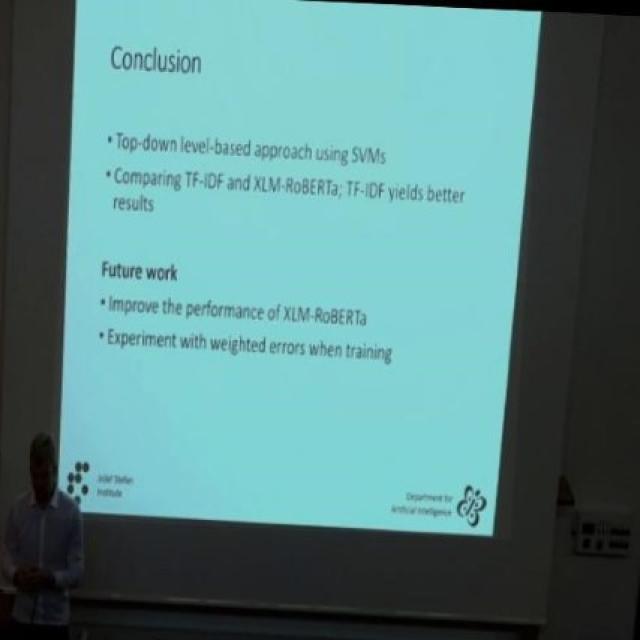 Conclusion
• Top-down level-based approach using SVMs
• Comparing TF-IDF and XLM-RoBERTa; TF-IDF yields better
results
Future work
• Improve the performance of XLM-RoBERTa
• Experiment with weighted errors when training
Jožef Stefan
Institute
Department for
Artificial Intelligence